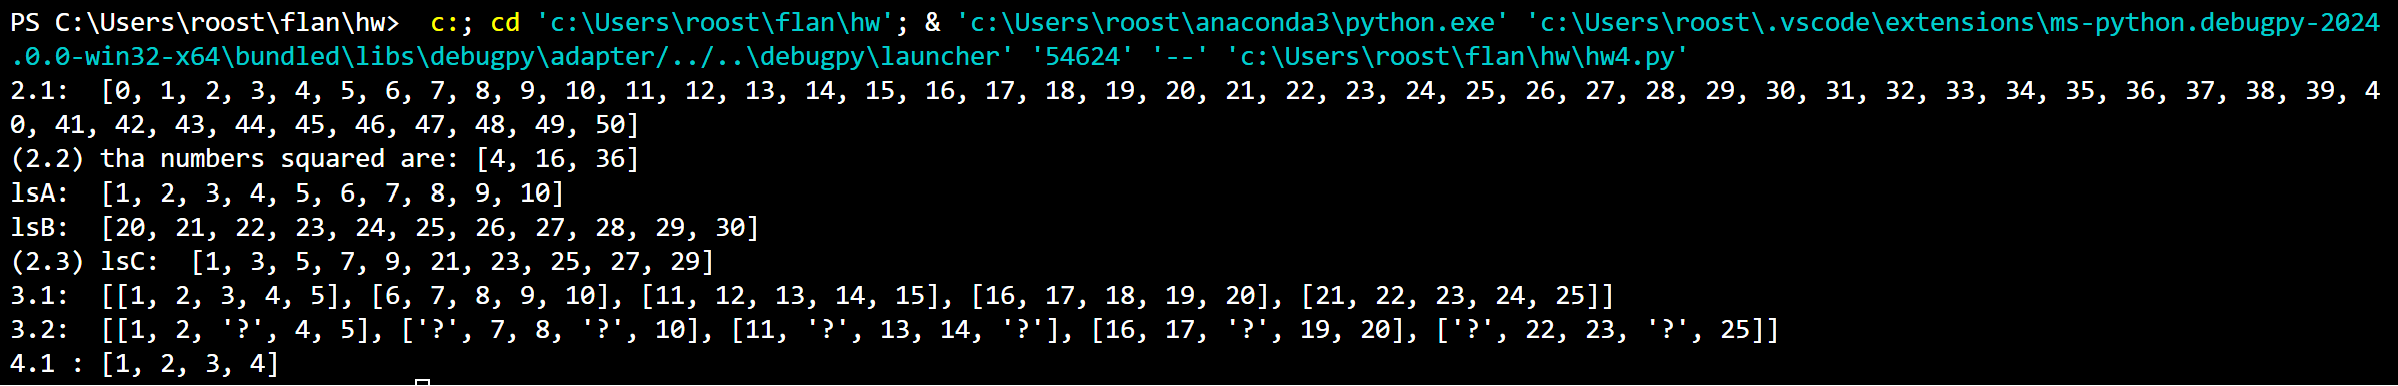 PS C:\Users\roost\flan\hw>  c:; cd 'c:\Users\roost\flan\hw'; & 'c:\Users\roost\anaconda3\python.exe' 'c:\Users\roost\.vscode\extensions\ms-python.debugpy-2024
.0.0-win32-x64\bundled\libs\debugpy\adapter/../..\debugpy\launcher' '54624' '--' 'c:\Users\roost\flan\hw\hw4.py'
2.1:  [0, 1, 2, 3, 4, 5, 6, 7, 8, 9, 10, 11, 12, 13, 14, 15, 16, 17, 18, 19, 20, 21, 22, 23, 24, 25, 26, 27, 28, 29, 30, 31, 32, 33, 34, 35, 36, 37, 38, 39, 4
0, 41, 42, 43, 44, 45, 46, 47, 48, 49, 50]
(2.2) tha numbers squared are: [4, 16, 36]
lsA:  [1, 2, 3, 4, 5, 6, 7, 8, 9, 10]
lsB:  [20, 21, 22, 23, 24, 25, 26, 27, 28, 29, 30]
(2.3) lsC:  [1, 3, 5, 7, 9, 21, 23, 25, 27, 29]
3.1:  [[1, 2, 3, 4, 5], [6, 7, 8, 9, 10], [11, 12, 13, 14, 15], [16, 17, 18, 19, 20], [21, 22, 23, 24, 25]]
3.2:  [[1, 2, '?', 4, 5], ['?', 7, 8, '?', 10], [11, '?', 13, 14, '?'], [16, 17, '?', 19, 20], ['?', 22, 23, '?', 25]]
4.1 : [1, 2, 3, 4]